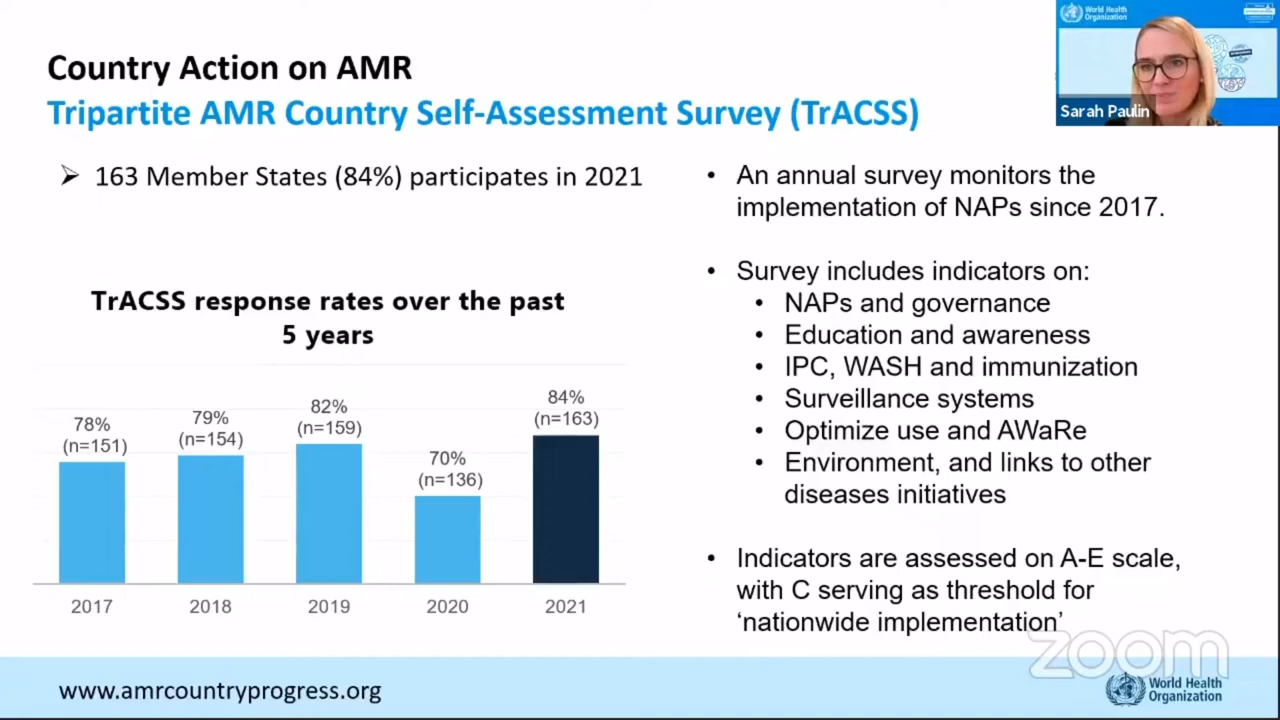 Country Action on AMR
Tripartite AMR Country Self-Assessment Survey (TrACSS)
World Health
Organization
Sarah Paulin
➢ 163 Member States (84%) participates in 2021
TrACSS response rates over the past
5 years
78%
(n=151)
79%
(n=154)
82%
(n=159)
70%
(n=136)
84%
(n=163)
2017
2018
2019
2020
2021
• An annual survey monitors the
implementation of NAPs since 2017.
• Survey includes indicators on:
• NAPs and governance
• Education and awareness
• IPC, WASH and immunization
• Surveillance systems
• Optimize use and AWaRe
• Environment, and links to other
diseases initiatives
• Indicators are assessed on A-E scale,
with C serving as threshold for
‘nationwide implementation’
zoom
www.amrcountryprogress.org
World Health
Organization